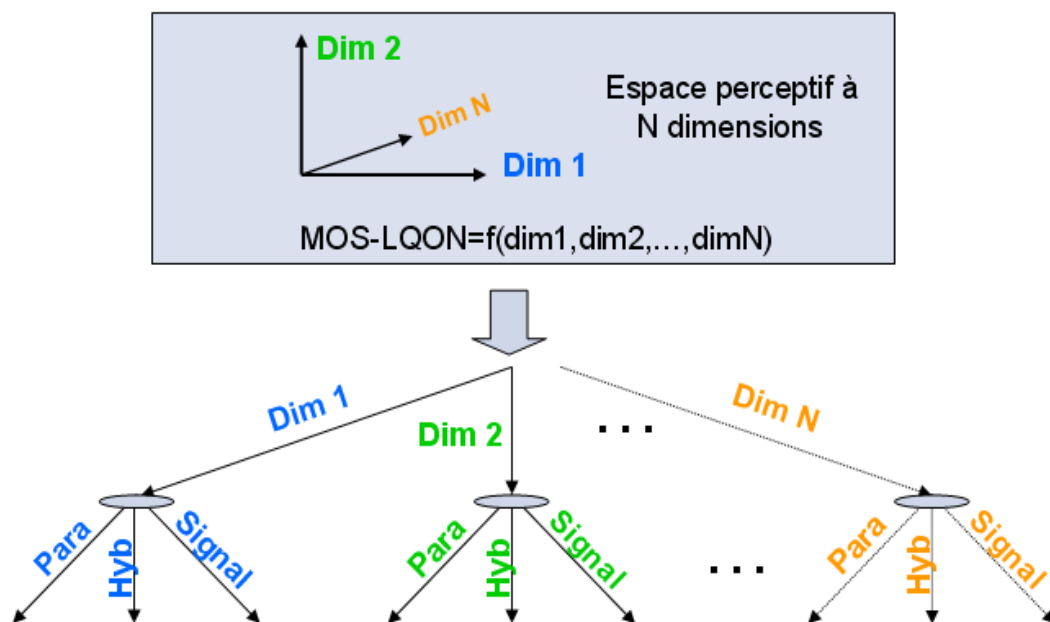 Dim 2
Dim N
Dim 1
Espace perceptif à
N dimensions
MOS-LQON=f(dim1,dim2,...,dimN)
Dim 1
Dim 2
...
Dim N
Para
Hyb
Signal
Para
Hyb
Signal
...
Para
Hyb
Signal